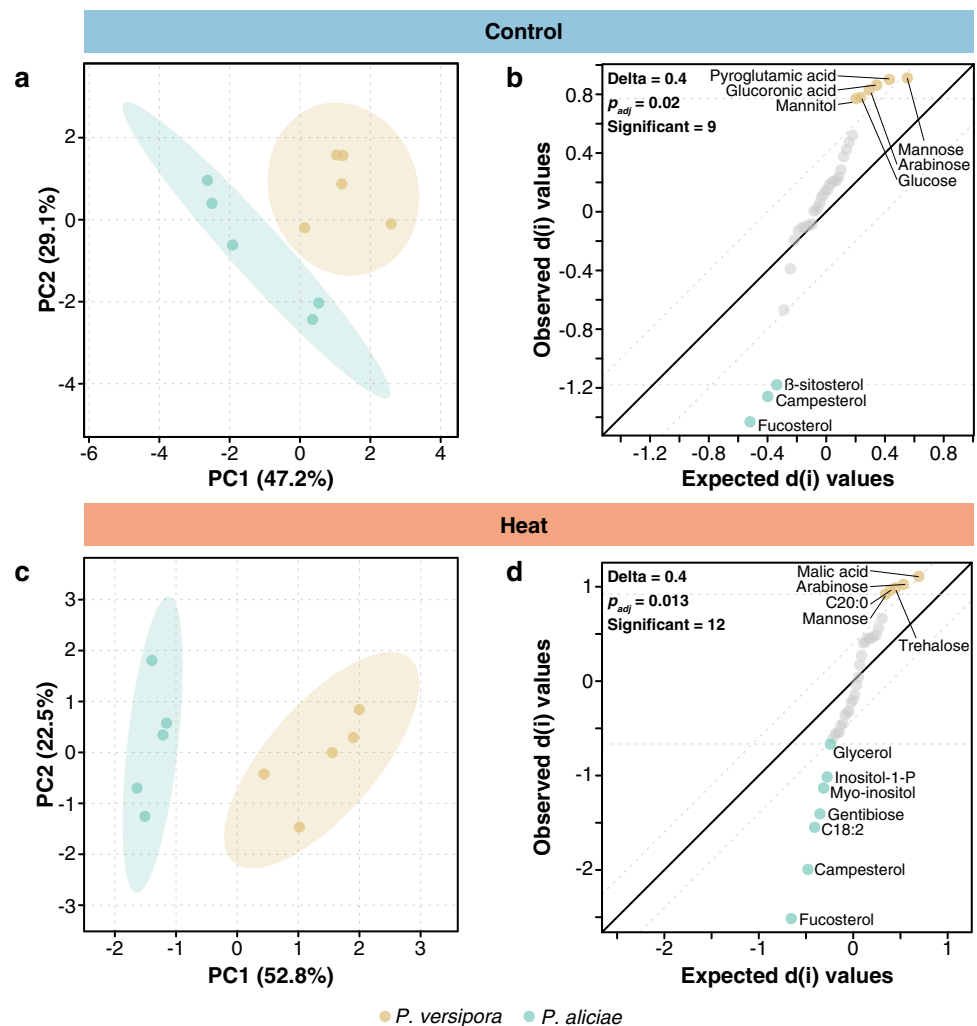 Control
a
PC2 (29.1%)
2
0
-2
-4
-6
-4
-2
0
2
4
PC1 (47.2%)
b
Observed d(i) values
0.8
0.4
0
-0.4
-0.8
-1.2
Delta = 0.4
padj = 0.02
Significant = 9
Pyroglutamic acid
Glucoronic acid
Mannitol
Mannose
Arabinose
Glucose
ß-sitosterol
Campesterol
Fucosterol
-1.2
-0.8
-0.4
0
0.4
0.8
Expected d(i) values
Heat
c
PC2 (22.5%)
3
2
1
0
-1
-2
-3
-2
-1
0
1
2
3
PC1 (52.8%)
d
Observed d(i) values
1
0
-1
-2
Delta = 0.4
padj = 0.013
Significant = 12
Malic acid
Arabinose
C20:0
Mannose
Trehalose
Glycerol
Inositol-1-P
Myo-inositol
Gentibiose
C18:2
Campesterol
Fucosterol
-2
-1
0
1
Expected d(i) values
P. versipora
P. aliciae